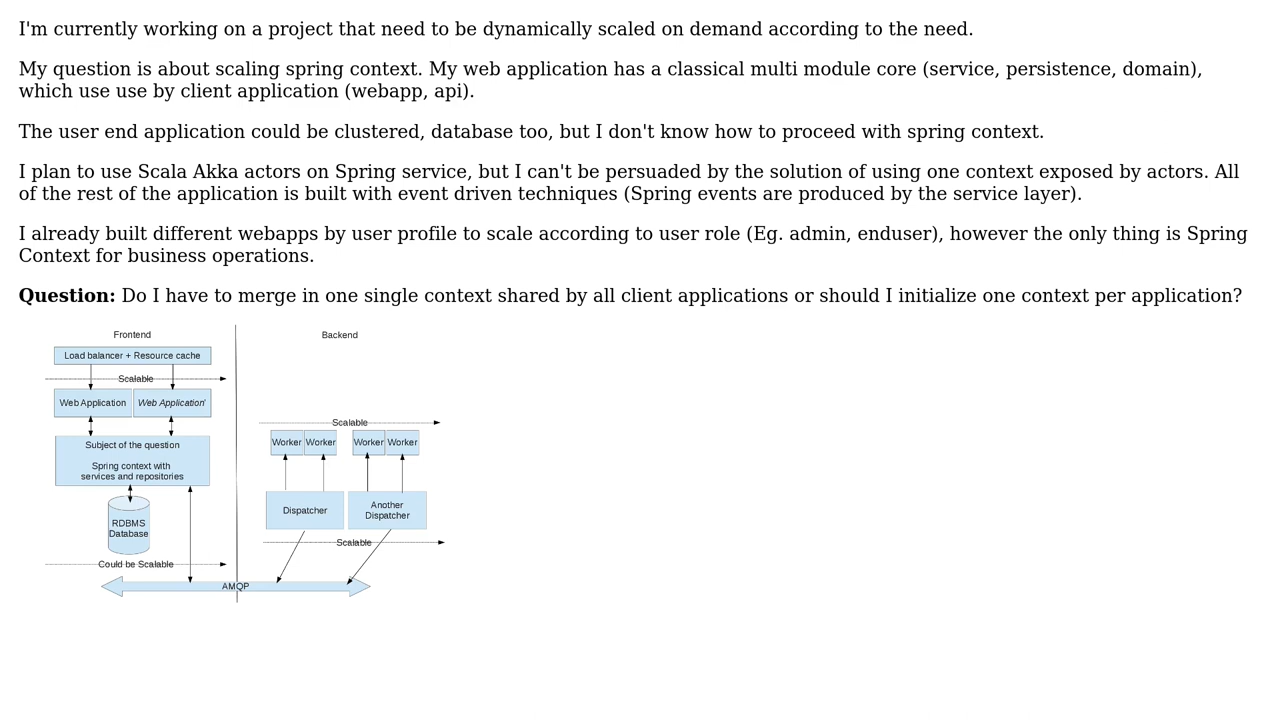 I'm currently working on a project that need to be dynamically scaled on demand according to the need.
My question is about scaling spring context. My web application has a classical multi module core (service, persistence, domain),
which use use by client application (webapp, api).
The user end application could be clustered, database too, but I don't know how to proceed with spring context.
I plan to use Scala Akka actors on Spring service, but I can't be persuaded by the solution of using one context exposed by actors. All
of the rest of the application is built with event driven techniques (Spring events are produced by the service layer).
I already built different webapps by user profile to scale according to user role (Eg. admin, enduser), however the only thing is Spring
Context for business operations.
Question: Do I have to merge in one single context shared by all client applications or should I initialize one context per application?
Frontend
Load balancer + Resource cache
Scalable
Web Application
Web Application'
Subject of the question
Spring context with
services and repositories
RDBMS
Database
Could be Scalable
AMQP
Backend
Scalable
Worker
Worker
Worker
Worker
Dispatcher
Another
Dispatcher
Scalable